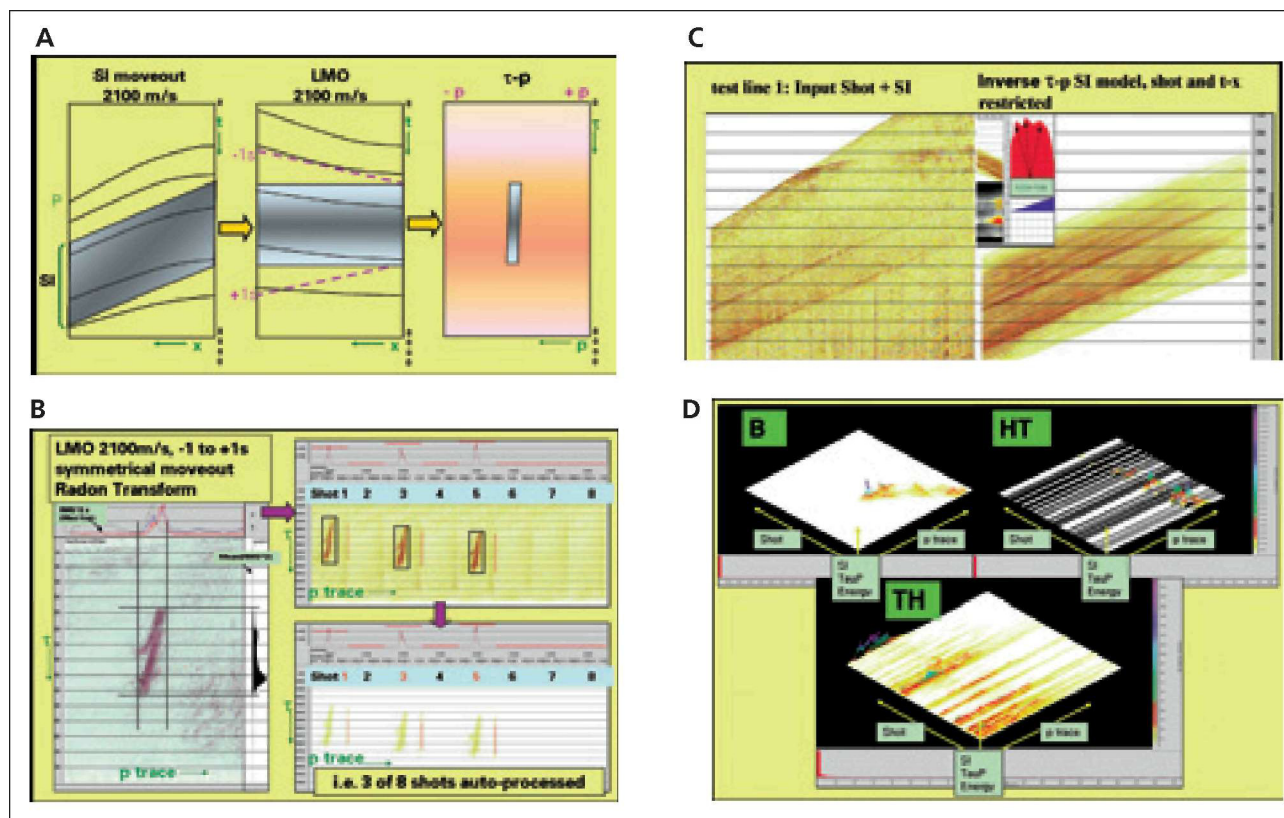 A
SI moveout
2100 m/s
LMO
2100 m/s
τ-p
- p
+ p
t
t
τ
-1s
P
SI
+1s
x
x
p
B
LMO 2100m/s, -1 to +1s
symmetrical moveout
Radon Transform
τ
p trace
Shot 1 2 3 4 5 6 7 8
τ
p trace
Shot 1 2 3 4 5 6 7 8
τ
p trace
i.e. 3 of 8 shots auto-processed
C
test line 1: Input Shot + SI
Inverse τ-p SI model, shot and t-x
restricted
D
B
HT
Shot
p trace
Shot
p trace
SI
TauP
Energy
SI
TauP
Energy
TH
Shot
p trace
SI
TauP
Energy